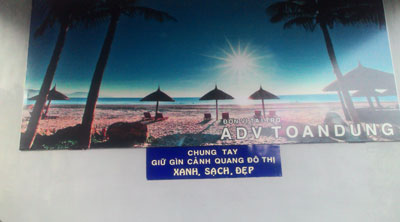 ĐỒNG TÀI TRỢ
ADV TOANDUNG
CHUNG TAY
GIỮ GÌN CẢNH QUANG ĐÔ THỊ
XANH, SẠCH, ĐẸP